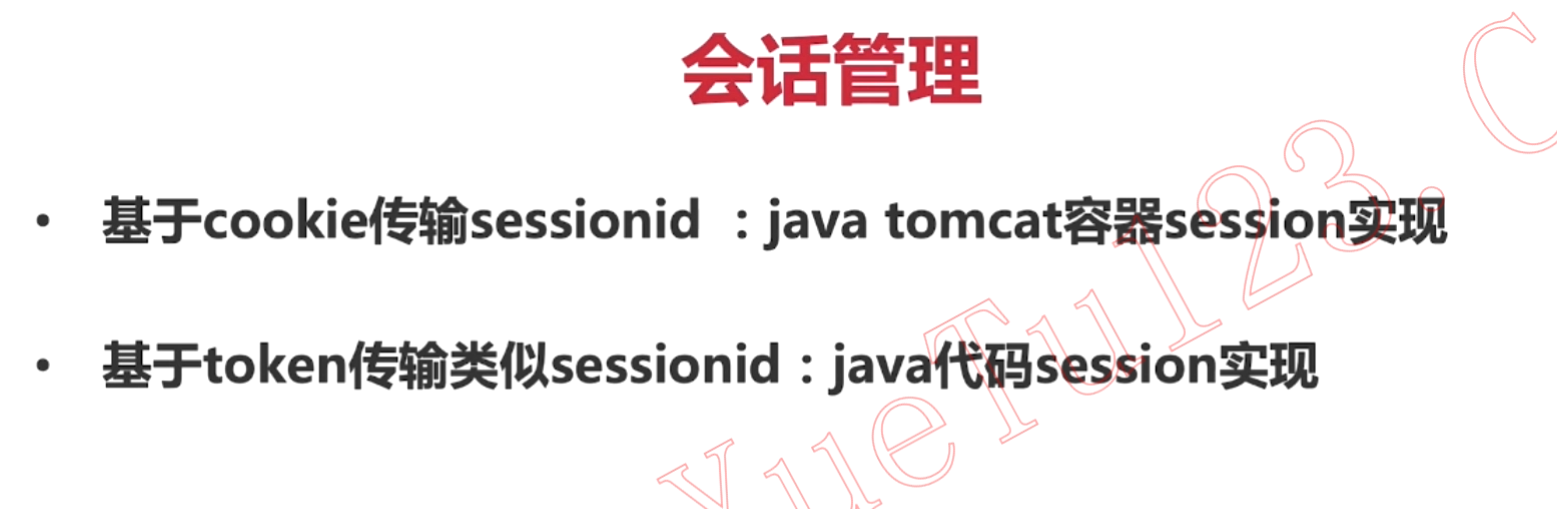 会话管理
• 基于cookie传输sessionid ：java tomcat容器session实现
• 基于token传输类似sessionid：java代码session实现
YueTu123.C